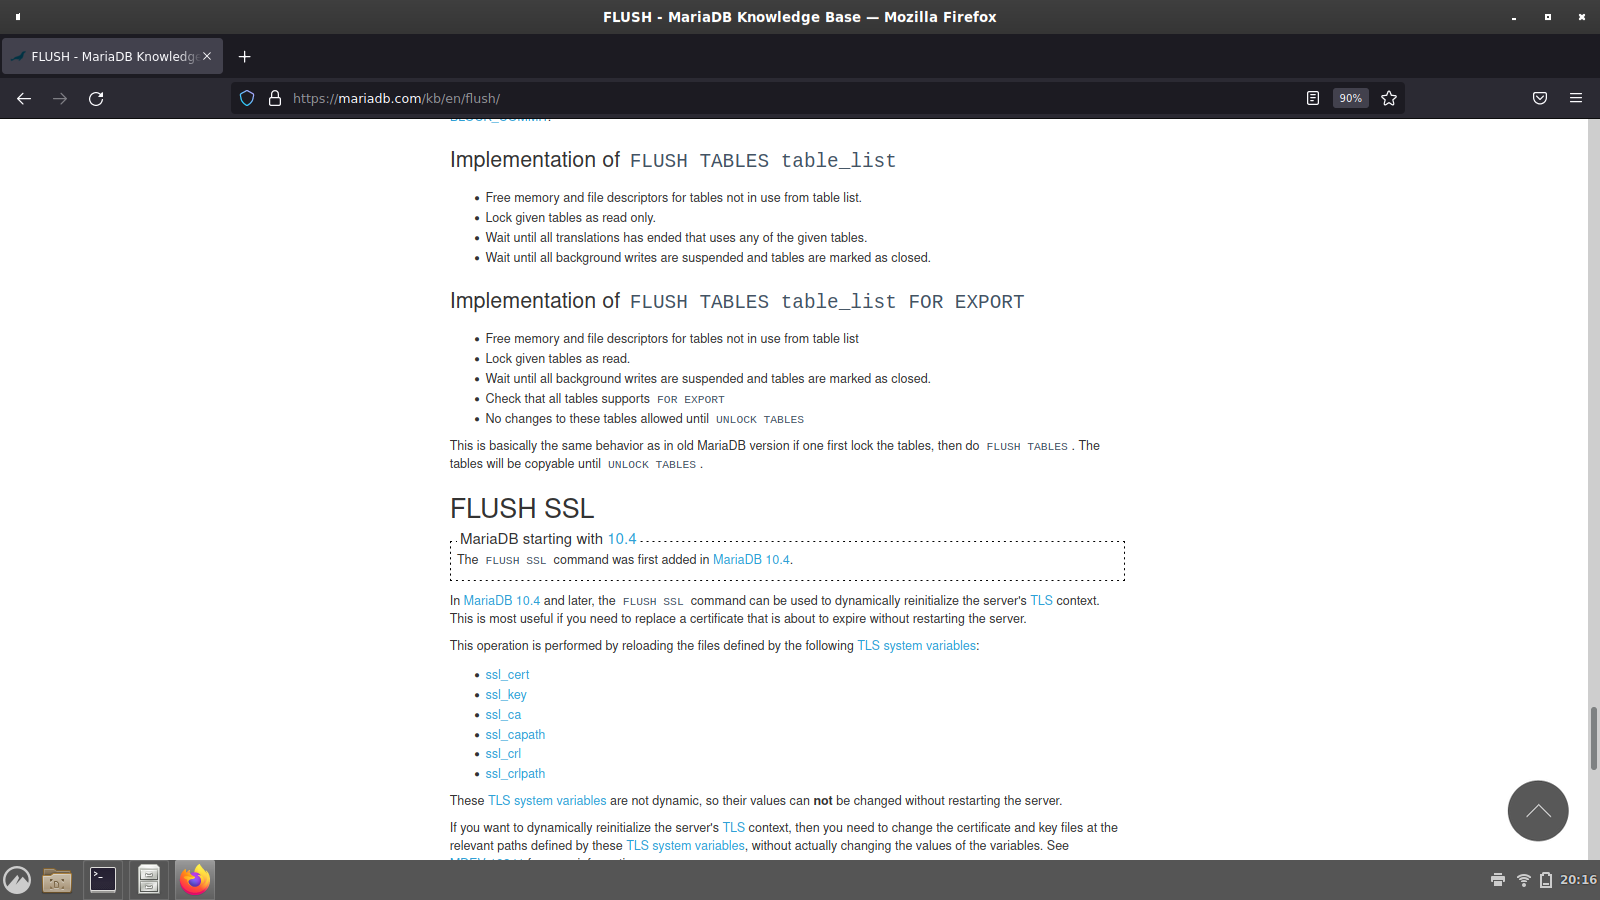 FLUSH - MariaDB Knowledge Base — Mozilla Firefox
FLUSH - MariaDB Knowledge
https://mariadb.com/kb/en/flush/
90%
Implementation of FLUSH TABLES table_list
• Free memory and file descriptors for tables not in use from table list.
• Lock given tables as read only.
• Wait until all translations has ended that uses any of the given tables.
• Wait until all background writes are suspended and tables are marked as closed.
Implementation of FLUSH TABLES table_list FOR EXPORT
• Free memory and file descriptors for tables not in use from table list
• Lock given tables as read.
• Wait until all background writes are suspended and tables are marked as closed.
• Check that all tables supports FOR EXPORT
• No changes to these tables allowed until UNLOCK TABLES
This is basically the same behavior as in old MariaDB version if one first lock the tables, then do FLUSH TABLES . The
tables will be copyable until UNLOCK TABLES .
FLUSH SSL
MariaDB starting with 10.4
The FLUSH SSL command was first added in MariaDB 10.4.
In MariaDB 10.4 and later, the FLUSH SSL command can be used to dynamically reinitialize the server's TLS context.
This is most useful if you need to replace a certificate that is about to expire without restarting the server.
This operation is performed by reloading the files defined by the following TLS system variables:
• ssl_cert
• ssl_key
• ssl_ca
• ssl_capath
• ssl_crl
• ssl_crlpath
These TLS system variables are not dynamic, so their values can not be changed without restarting the server.
If you want to dynamically reinitialize the server's TLS context, then you need to change the certificate and key files at the
relevant paths defined by these TLS system variables, without actually changing the values of the variables. See
20:16